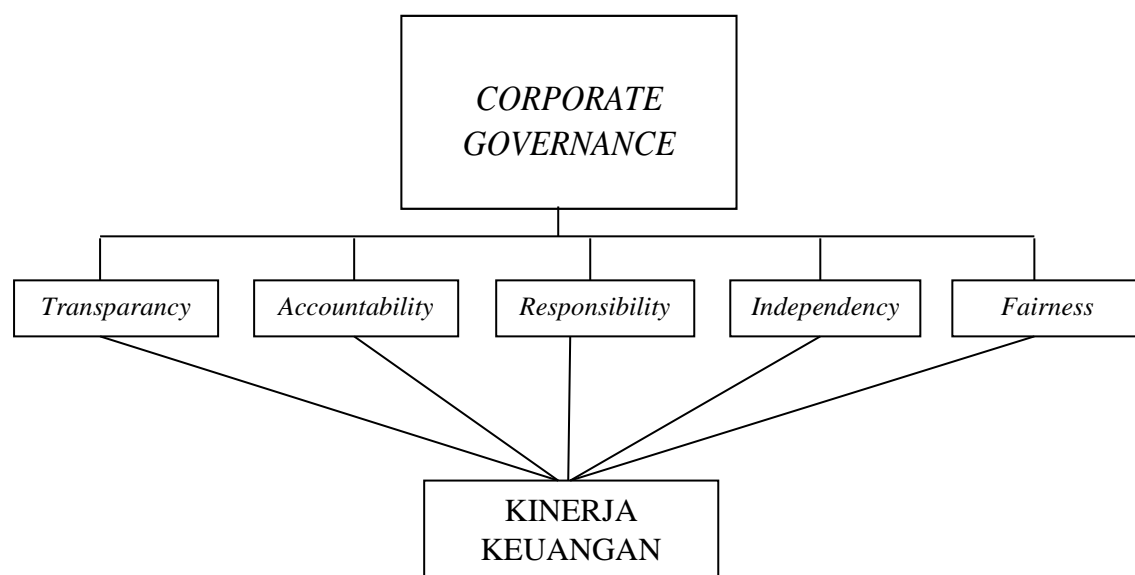 CORPORATE
GOVERNANCE
Transparancy Accountability Responsibility Independency Fairness
KINERJA
KEUANGAN